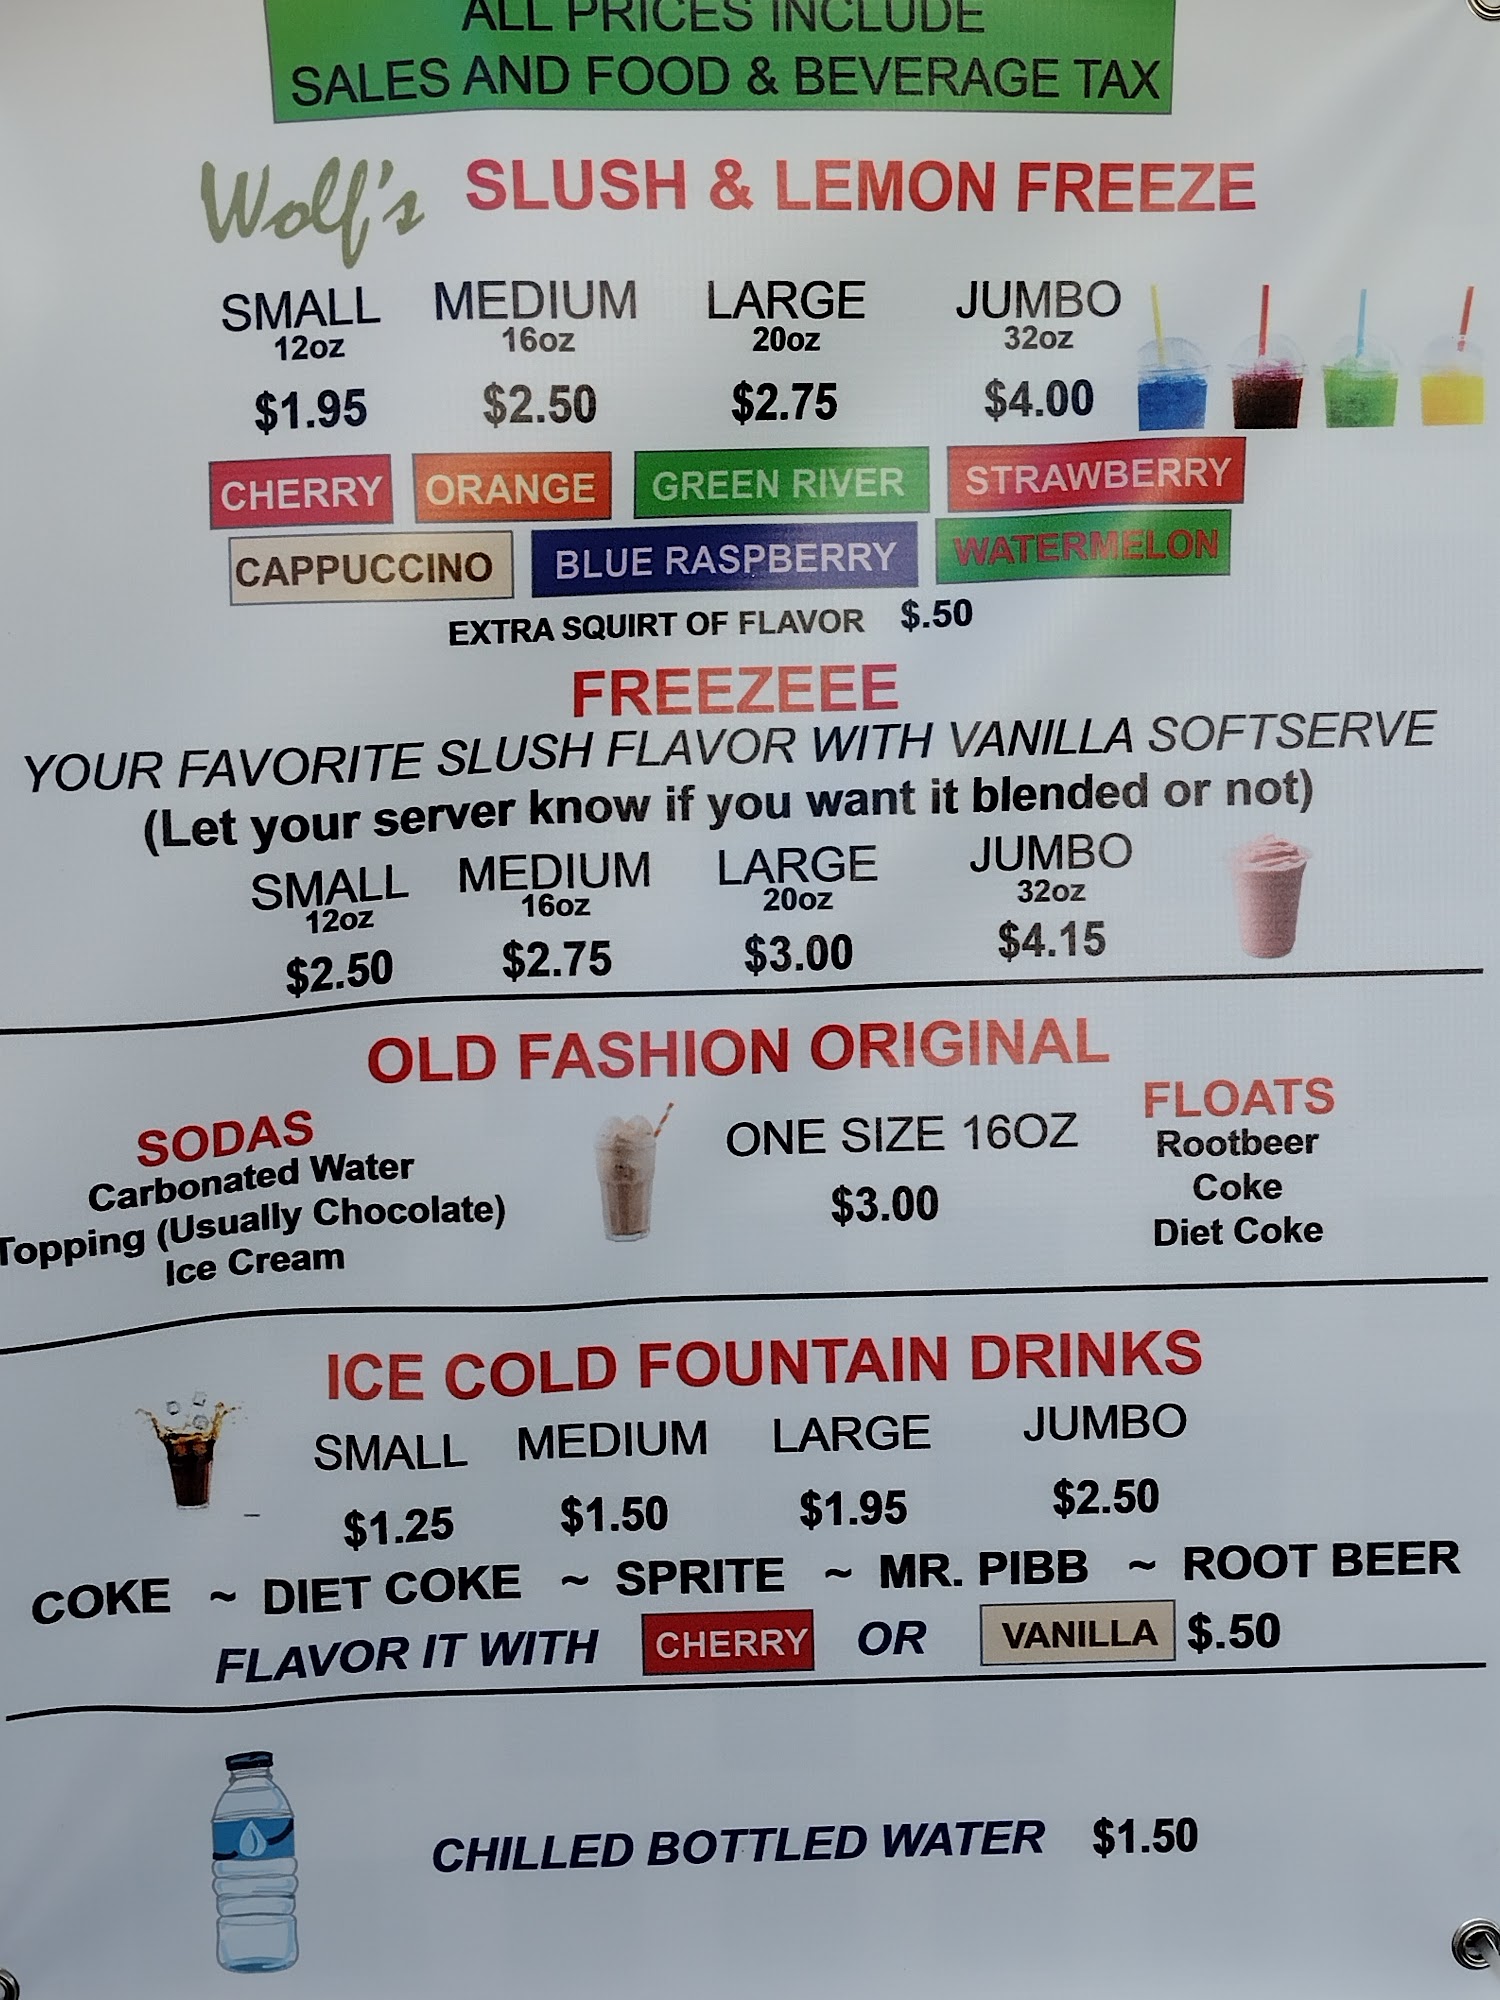 ALL PRICES INCLUDE
SALES AND FOOD & BEVERAGE TAX
Wolf's SLUSH & LEMON FREEZE
SMALL MEDIUM LARGE JUMBO
12oz 16oz 20oz 32oz
$1.95 $2.50 $2.75 $4.00
CHERRY ORANGE GREEN RIVER STRAWBERRY
CAPPUCCINO BLUE RASPBERRY WATERMELON
EXTRA SQUIRT OF FLAVOR $.50
FREEZEEE
YOUR FAVORITE SLUSH FLAVOR WITH VANILLA SOFTSERVE
(Let your server know if you want it blended or not)
SMALL MEDIUM LARGE JUMBO
12oz 16oz 20oz 32oz
$2.50 $2.75 $3.00 $4.15
OLD FASHION ORIGINAL
SODAS
Carbonated Water
Topping (Usually Chocolate)
Ice Cream
ONE SIZE 16OZ
$3.00
FLOATS
Rootbeer
Coke
Diet Coke
ICE COLD FOUNTAIN DRINKS
SMALL MEDIUM LARGE JUMBO
$1.25 $1.50 $1.95 $2.50
COKE ~ DIET COKE ~ SPRITE ~ MR. PIBB ~ ROOT BEER
FLAVOR IT WITH CHERRY OR VANILLA $.50
CHILLED BOTTLED WATER $1.50